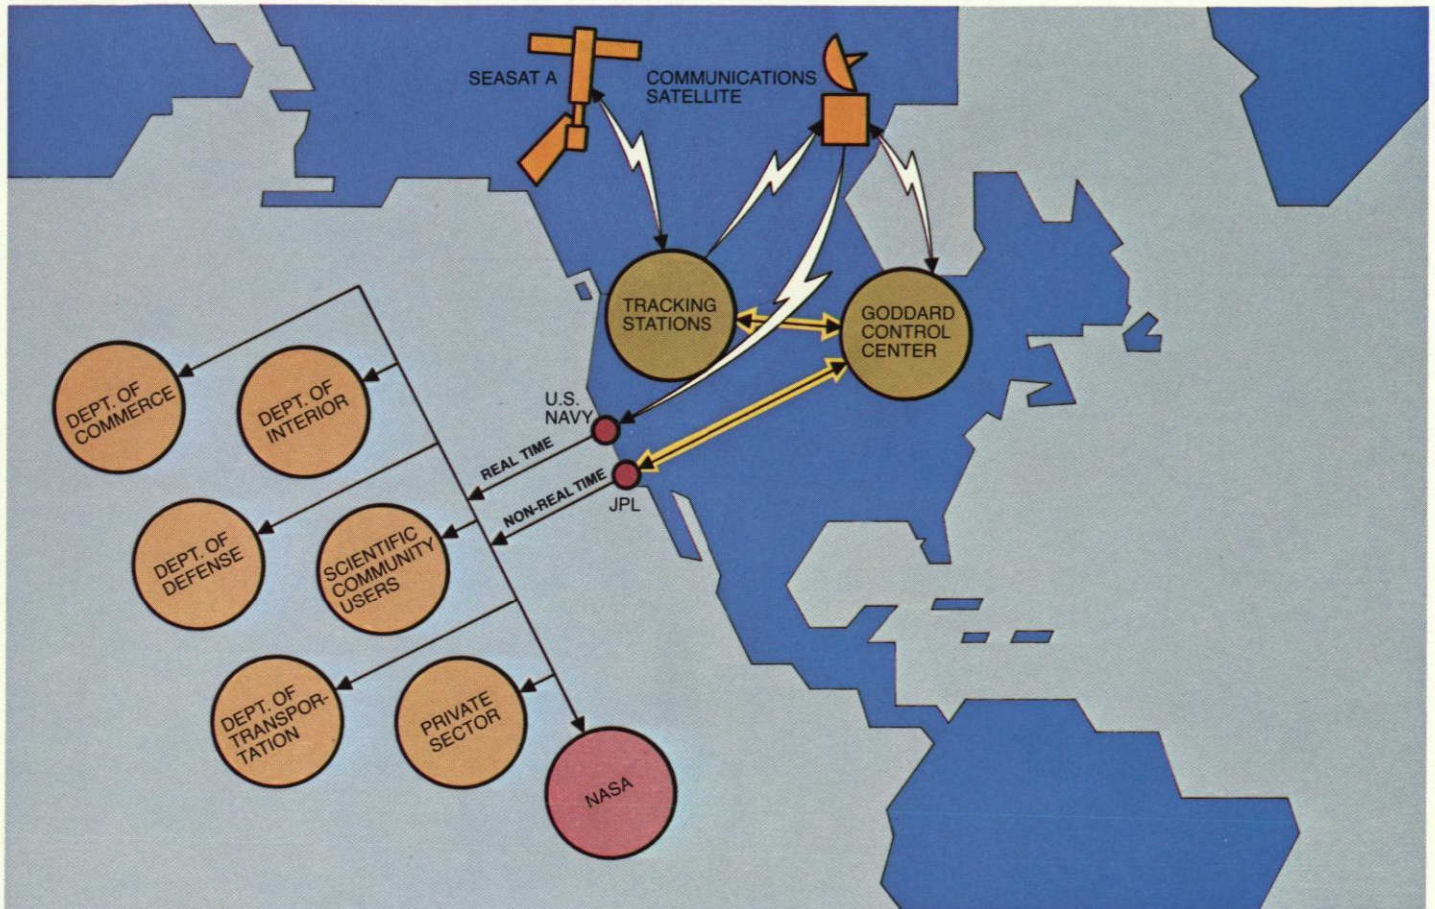 SEASAT A
COMMUNICATIONS
SATELLITE
TRACKING
STATIONS
GODDARD
CONTROL
CENTER
DEPT. OF
COMMERCE
DEPT. OF
INTERIOR
U.S.
NAVY
REAL TIME
NON-REAL TIME
JPL
DEPT. OF
DEFENSE
SCIENTIFIC
COMMUNITY
USERS
DEPT. OF
TRANSPOR-
TATION
PRIVATE
SECTOR
NASA